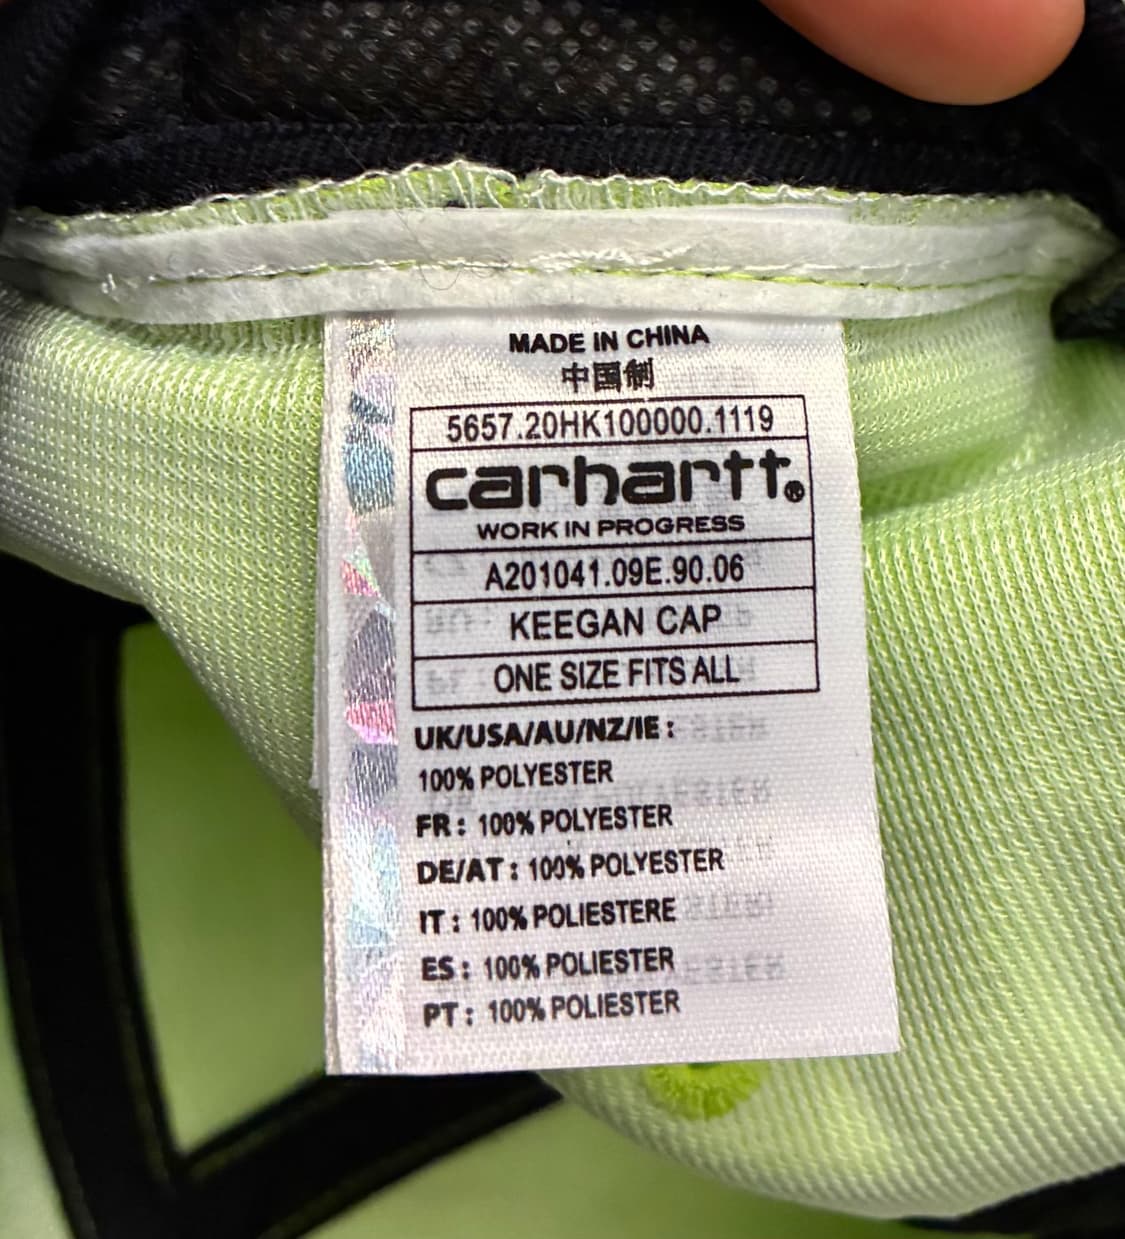 MADE IN CHINA
中国制
5657.20HK100000.1119
carhartt®
WORK IN PROGRESS
A201041.09E.90.06
KEEGAN CAP
ONE SIZE FITS ALL
UK/USA/AU/NZ/IE :
100% POLYESTER
FR : 100% POLYESTER
DE/AT : 100% POLYESTER
IT : 100% POLIESTERE
ES : 100% POLIESTER
PT : 100% POLIESTER